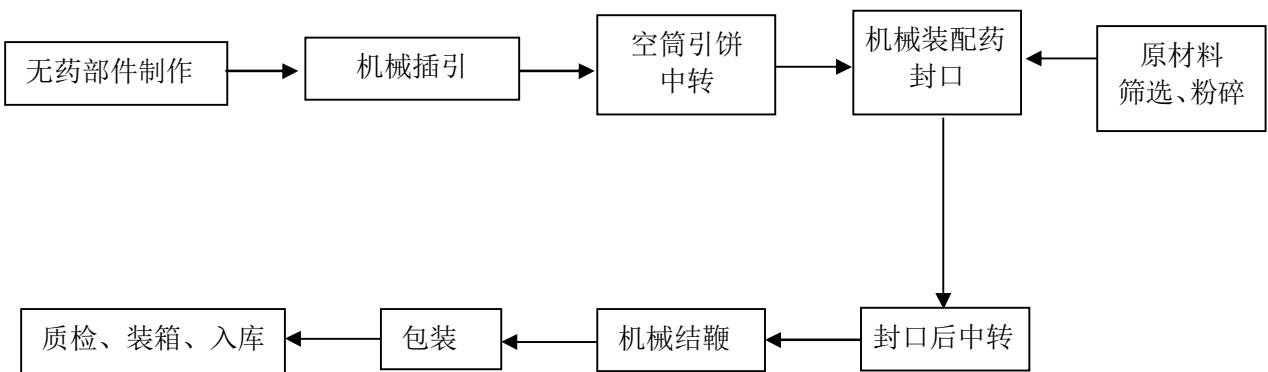 无药部件制作
机械插引
空筒引饼
中转
机械装配药
封口
原材料
筛选、粉碎
封口后中转
机械结鞭
包装
质检、装箱、入库